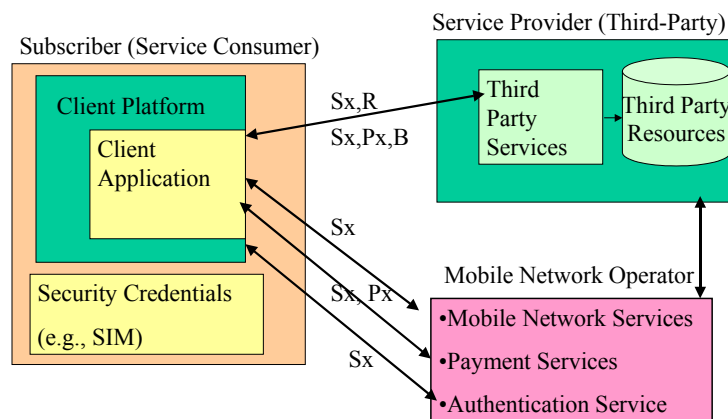 Service Provider (Third-Party)
Subscriber (Service Consumer)
Client Platform
Client
Application
Security Credentials
(e.g., SIM)
Sx,R
Sx,Px,B
Sx
Sx, Px
Sx
Third
Party
Services
Third Party
Resources
Mobile Network Operator
•Mobile Network Services
•Payment Services
•Authentication Service